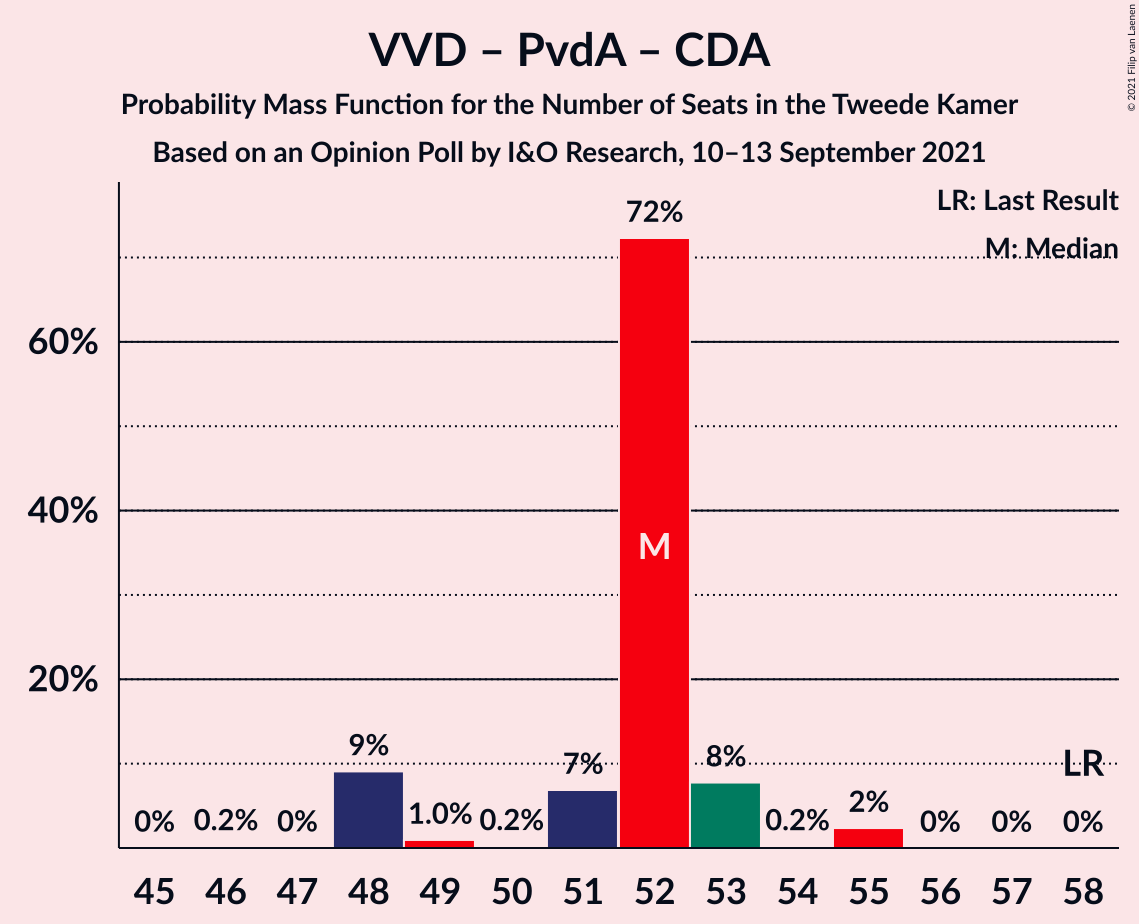 VVD – PvdA – CDA
Probability Mass Function for the Number of Seats in the Tweede Kamer
Based on an Opinion Poll by I&O Research, 10–13 September 2021
© 2021 Filip van Laenen
LR: Last Result
M: Median
60%
40%
20%
0%
0.2%
0%
9%
1.0%
0.2%
7%
72%
M
8%
0.2%
2%
0%
0%
LR
0%
45 46 47 48 49 50 51 52 53 54 55 56 57 58